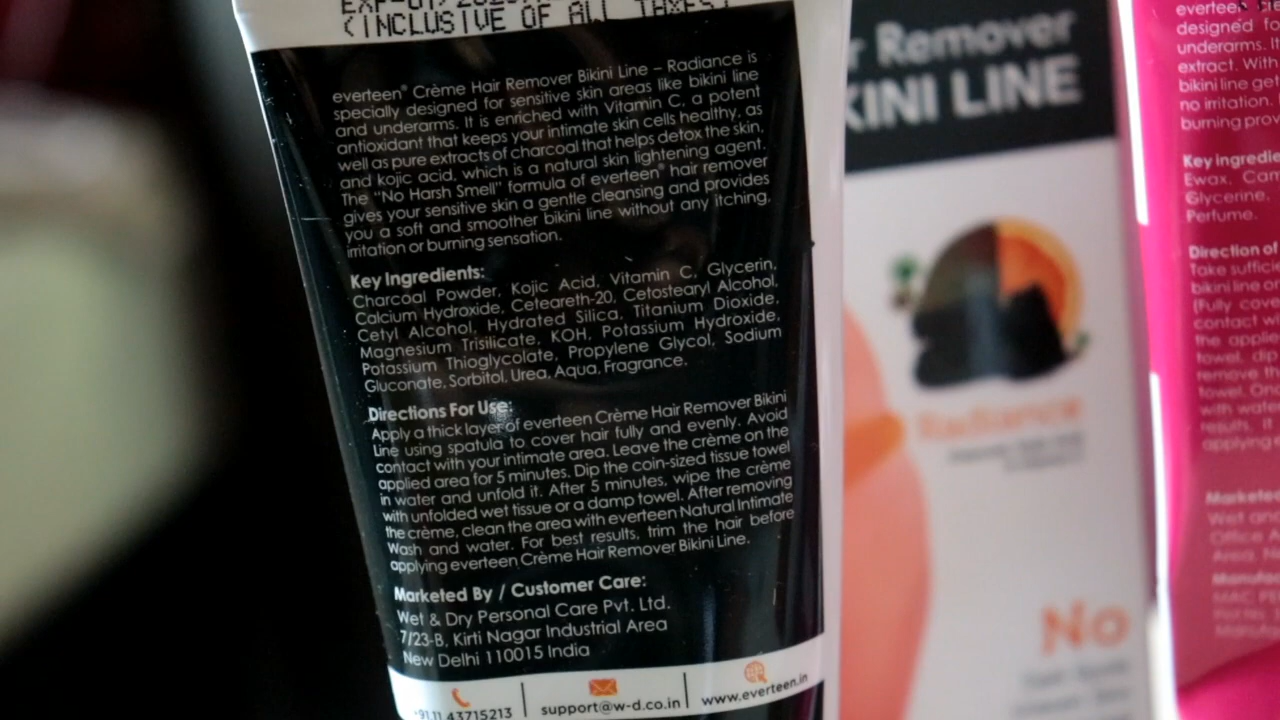 (INCLUSIVE OF ALL TAXES)
everteen® Crème Hair Remover Bikini Line – Radiance is
specially designed for sensitive skin areas like bikini line
and underarms. It is enriched with Vitamin C, a potent
antioxidant that keeps your intimate skin cells healthy, as
well as pure extracts of charcoal that helps detox the skin,
and kojic acid, which is a natural skin lightening agent.
The "No Harsh Smell" formula of everteen® hair remover
gives your sensitive skin a gentle cleansing and provides
you a soft and smoother bikini line without any itching,
irritation or burning sensation.
Key Ingredients:
Charcoal Powder, Kojic Acid, Vitamin C, Glycerin,
Calcium Hydroxide, Ceteareth-20, Cetostearyl Alcohol,
Cetyl Alcohol, Hydrated Silica, Titanium Dioxide,
Magnesium Trisilicate, KOH, Potassium Hydroxide,
Potassium Thioglycolate, Propylene Glycol, Sodium
Gluconate, Sorbitol, Urea, Aqua, Fragrance.
Directions For Use:
Apply a thick layer of everteen Crème Hair Remover Bikini
Line using spatula to cover hair fully and evenly. Avoid
contact with your intimate area. Leave the crème on the
applied area for 5 minutes. Dip the coin-sized tissue towel
in water and unfold it. After 5 minutes, wipe the crème
with unfolded wet tissue or a damp towel. After removing
the crème, clean the area with everteen Natural Intimate
Wash and water. For best results, trim the hair before
applying everteen Crème Hair Remover Bikini Line.
Marketed By / Customer Care:
Wet & Dry Personal Care Pvt. Ltd.
7/23-B, Kirti Nagar Industrial Area
New Delhi 110015 India
43715213
support@w-d.co.in
www.everteen.in
Remover
KINI LINE
Radiance
No
everteen
designed
underarms. It
extract. With
bikini line get
no irritation.
burning
Key
Ewax,
Glycerine,
Perfume.
Direction of
Take
bikini line or
(Fully
contact
the
towel, dip
remove
towel.
with water
results. It
applying
Wet and
Office
Area,